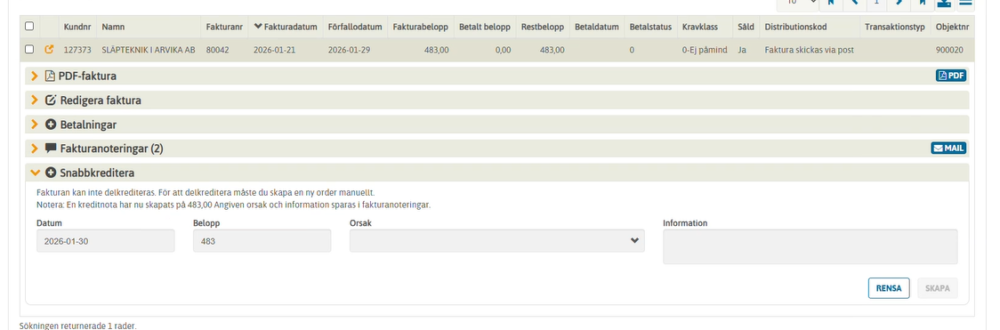 10 1
Kundnr Namn Fakturanr Fakturadatum Förfallodatum Fakturabelopp Betalt belopp Restbelopp Betaldatum Betalstatus Kravklass Såld Distributionskod Transaktionstyp Objektnr
127373 SLÄPTEKNIK I ARVIKA AB 80042 2026-01-21 2026-01-29 483,00 0,00 483,00 0 0-Ej påmind Ja Faktura skickas via post 900020
PDF-faktura PDF
Redigera faktura
Betalningar
Fakturanoteringar (2) MAIL
Snabbkreditera
Fakturan kan inte delkrediteras. För att delkreditera måste du skapa en ny order manuellt.
Notera: En kreditnota har nu skapats på 483,00 Angiven orsak och information sparas i fakturanoteringar.
Datum Belopp Orsak Information
2026-01-30 483
RENSA SKAPA
Sökningen returnerade 1 rader.